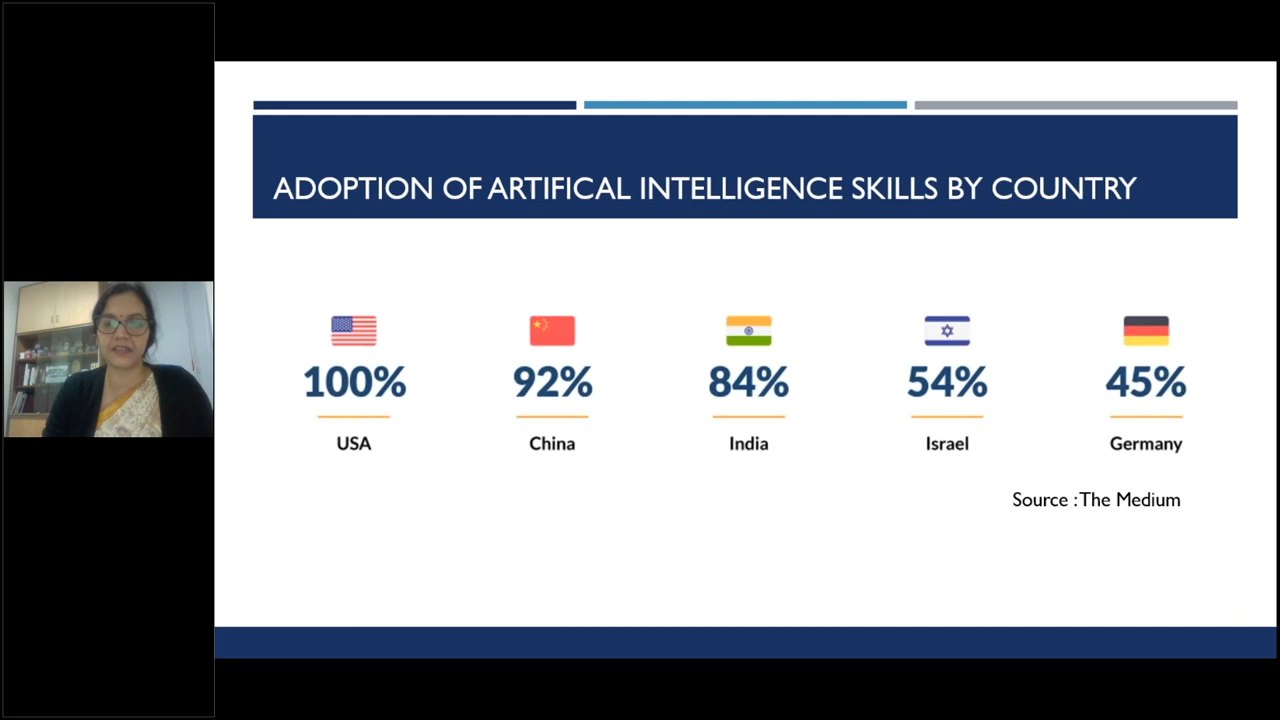 ADOPTION OF ARTIFICAL INTELLIGENCE SKILLS BY COUNTRY
100% 92% 84% 54% 45%
USA China India Israel Germany
Source : The Medium